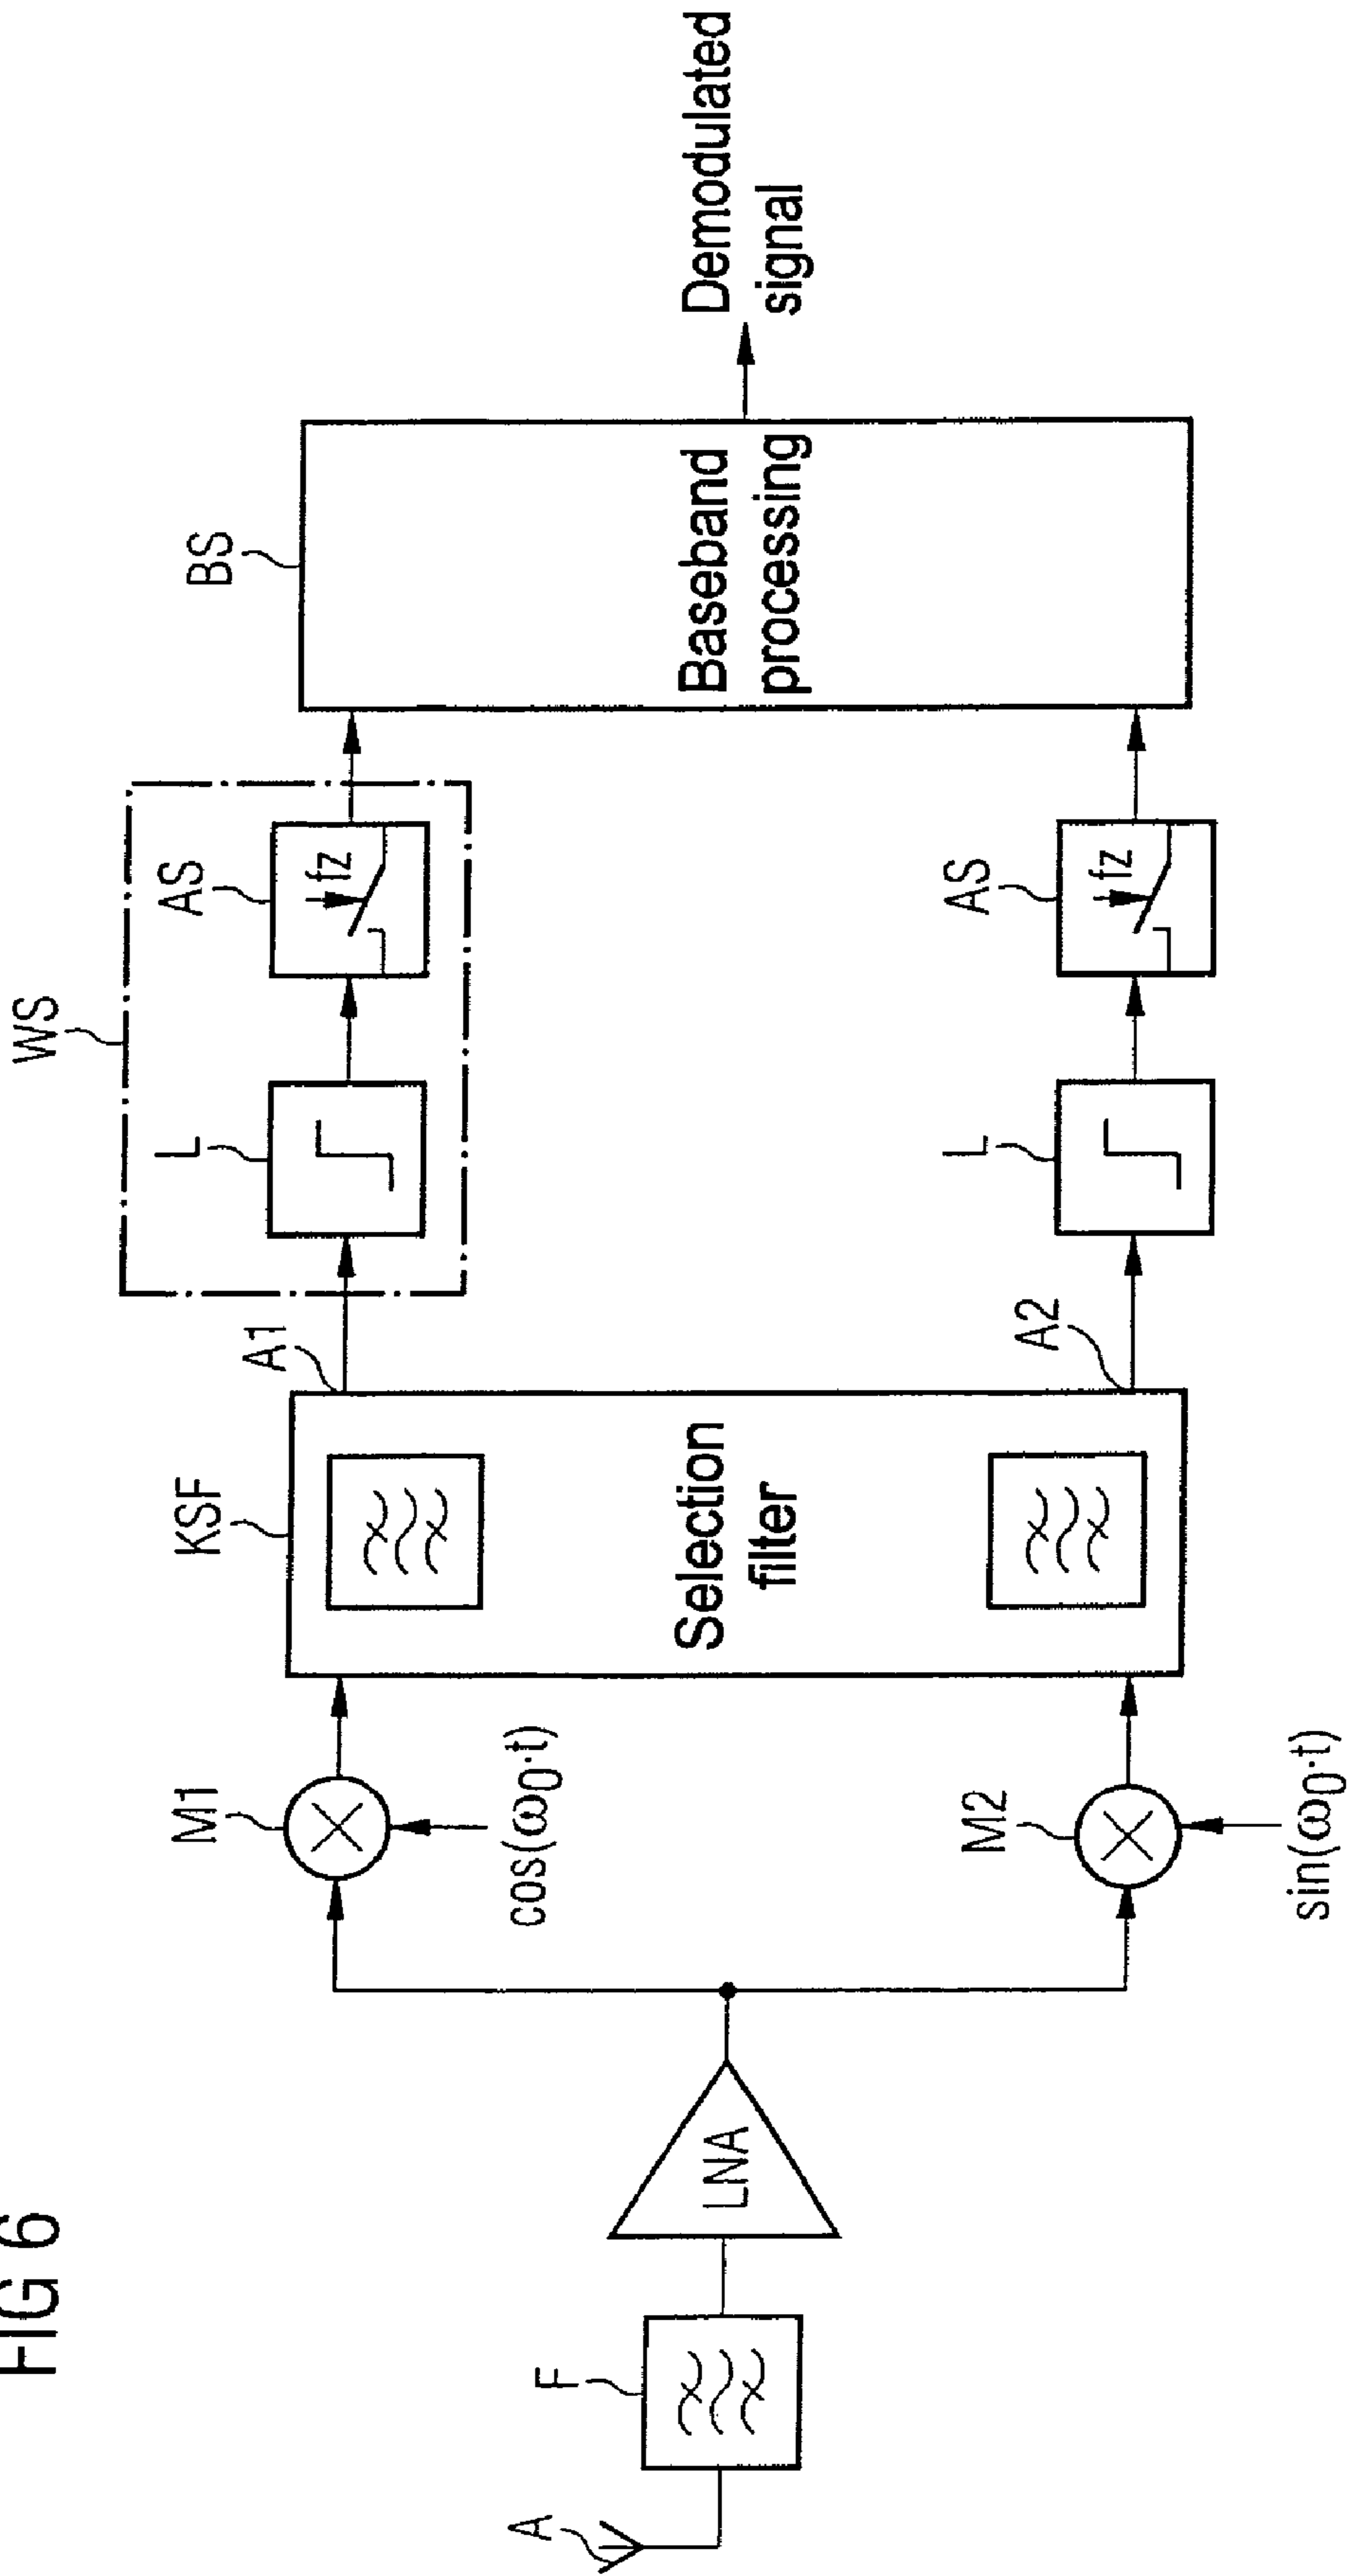 FIG 6
A
F
LNA
M1
cos(ω0·t)
M2
sin(ω0·t)
KSF
Selection
filter
A1
A2
WS
L
AS
fz
L
AS
fz
BS
Baseband
processing
Demodulated
signal